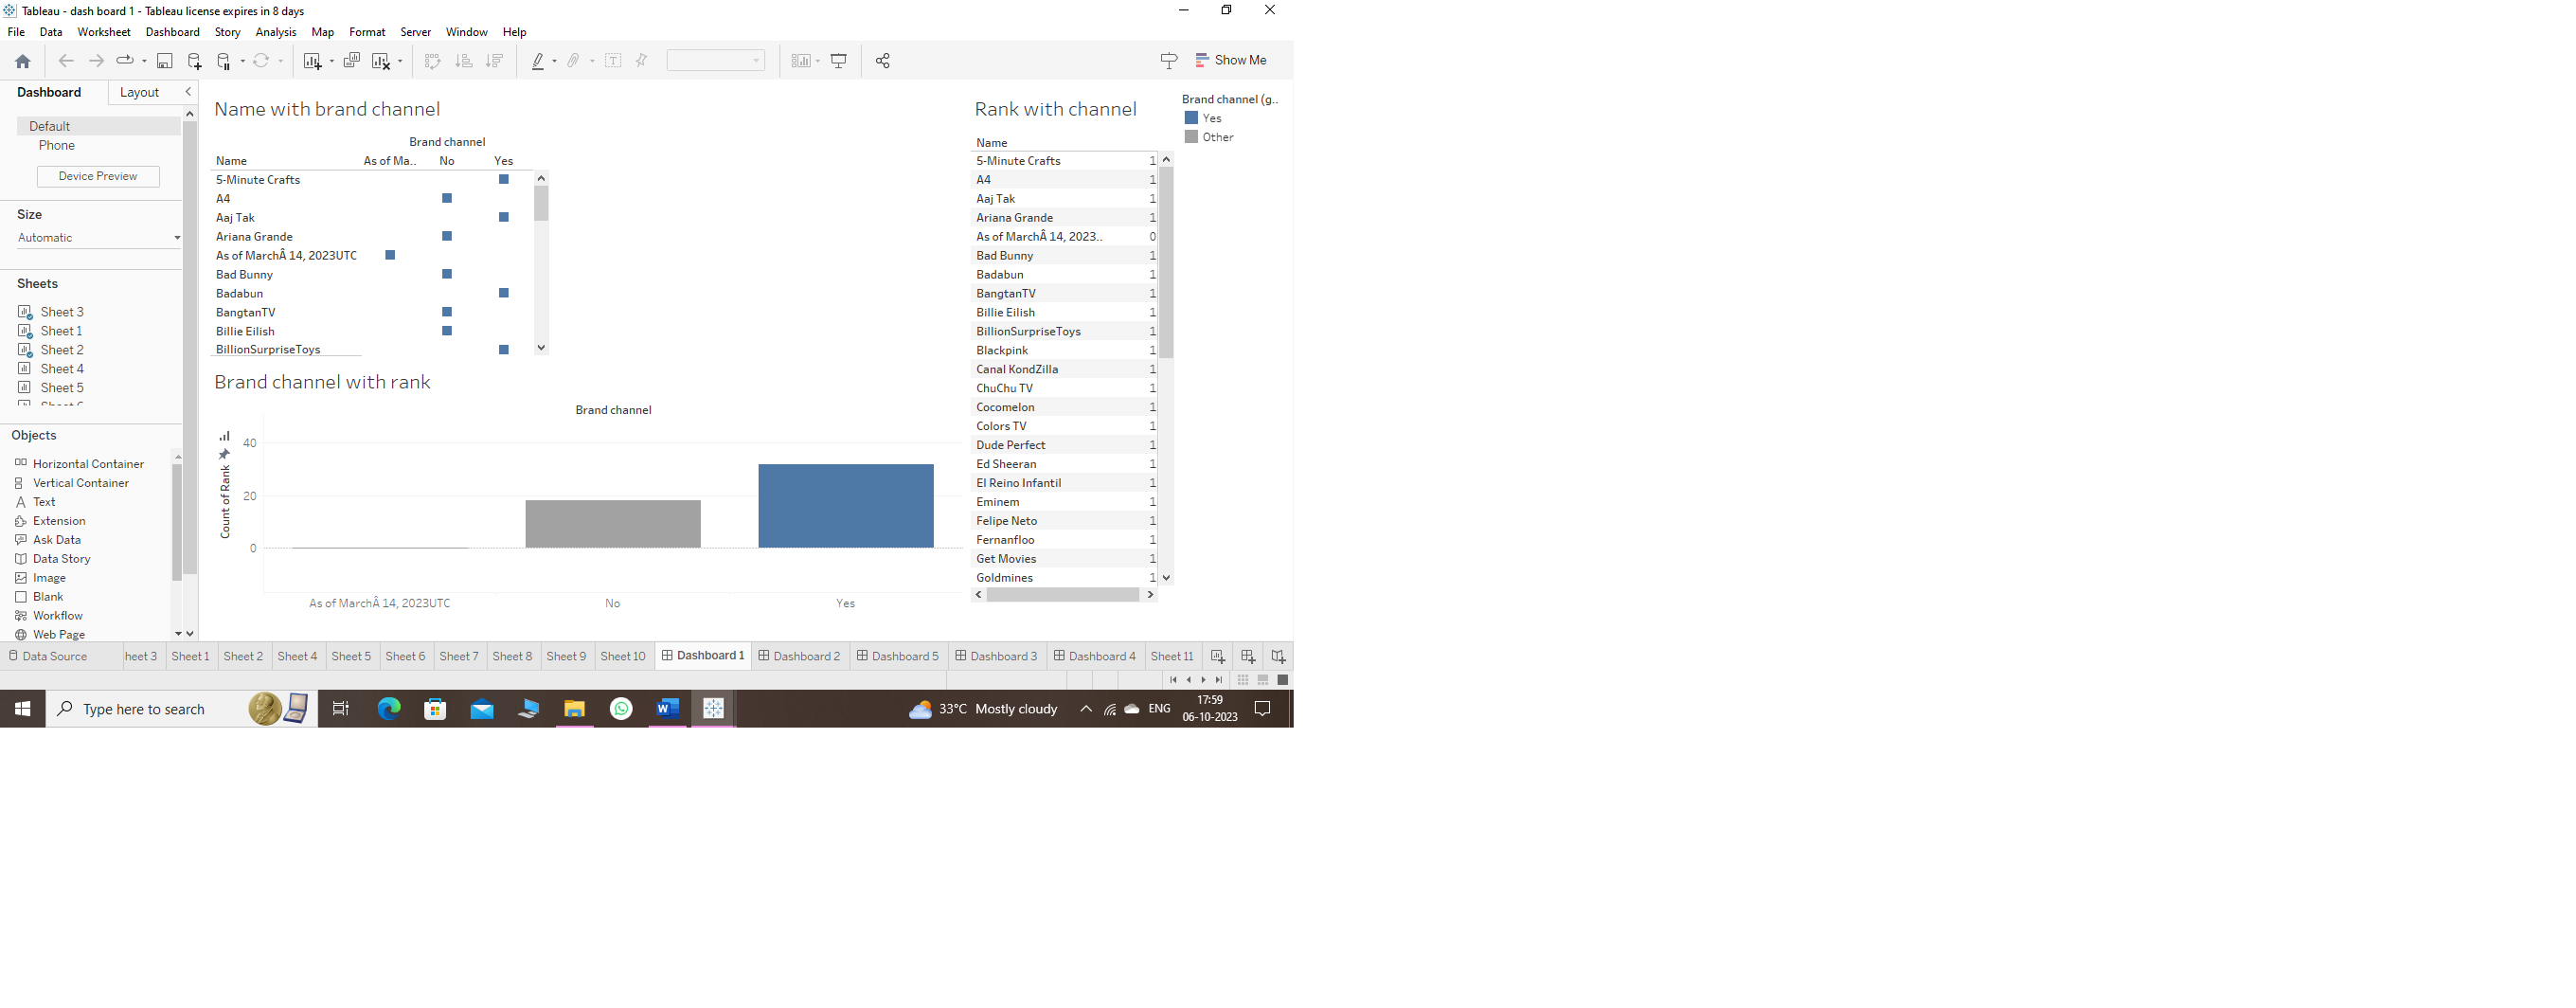 Tableau - dash board 1 - Tableau license expires in 8 days
File Data Worksheet Dashboard Story Analysis Map Format Server Window Help
Show Me
Dashboard Layout
Default
Phone
Device Preview
Size
Automatic
Sheets
Sheet 3
Sheet 1
Sheet 2
Sheet 4
Sheet 5
Objects
Horizontal Container
Vertical Container
Text
Extension
Ask Data
Data Story
Image
Blank
Workflow
Web Page
Name with brand channel
Brand channel
Name As of Ma.. No Yes
5-Minute Crafts
A4
Aaj Tak
Ariana Grande
As of MarchÂ 14, 2023UTC
Bad Bunny
Badabun
BangtanTV
Billie Eilish
BillionSurpriseToys
Brand channel with rank
Brand channel
Count of Rank
40
20
0
As of MarchÂ 14, 2023UTC No Yes
Rank with channel
Name
5-Minute Crafts 1
A4 1
Aaj Tak 1
Ariana Grande 1
As of MarchÂ 14, 2023.. 0
Bad Bunny 1
Badabun 1
BangtanTV 1
Billie Eilish 1
BillionSurpriseToys 1
Blackpink 1
Canal KondZilla 1
ChuChu TV 1
Cocomelon 1
Colors TV 1
Dude Perfect 1
Ed Sheeran 1
El Reino Infantil 1
Eminem 1
Felipe Neto 1
Fernanfloo 1
Get Movies 1
Goldmines 1
Brand channel (g..
Yes
Other
Data Source heet 3 Sheet 1 Sheet 2 Sheet 4 Sheet 5 Sheet 6 Sheet 7 Sheet 8 Sheet 9 Sheet 10 Dashboard 1 Dashboard 2 Dashboard 5 Dashboard 3 Dashboard 4 Sheet 11
Type here to search
33°C Mostly cloudy
ENG
17:59
06-10-2023